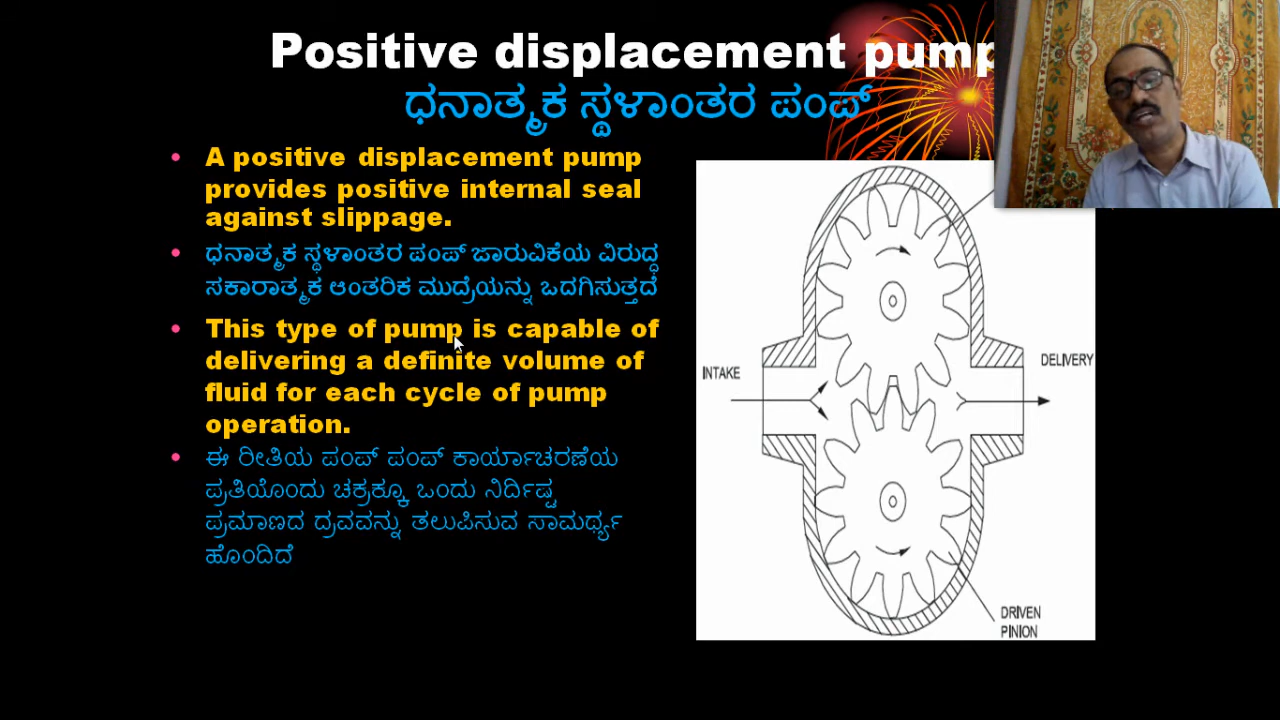 Positive displacement pump
ಧನಾತ್ಮಕ ಸ್ಥಳಾಂತರ ಪಂಪ್
• A positive displacement pump
provides positive internal seal
against slippage.
• ಧನಾತ್ಮಕ ಸ್ಥಳಾಂತರ ಪಂಪ್ ಜಾರುವಿಕೆಯ ವಿರುದ್ಧ
ಸಕಾರಾತ್ಮಕ ಆಂತರಿಕ ಮುದ್ರೆಯನ್ನು ಒದಗಿಸುತ್ತದೆ
• This type of pump is capable of
delivering a definite volume of
fluid for each cycle of pump
operation.
• ಈ ರೀತಿಯ ಪಂಪ್ ಪಂಪ್ ಕಾರ್ಯಾಚರಣೆಯ
ಪ್ರತಿಯೊಂದು ಚಕ್ರಕ್ಕೂ ಒಂದು ನಿರ್ದಿಷ್ಟ
ಪ್ರಮಾಣದ ದ್ರವವನ್ನು ತಲುಪಿಸುವ ಸಾಮರ್ಥ್ಯ
ಹೊಂದಿದೆ
INTAKE
DELIVERY
DRIVEN
PINION